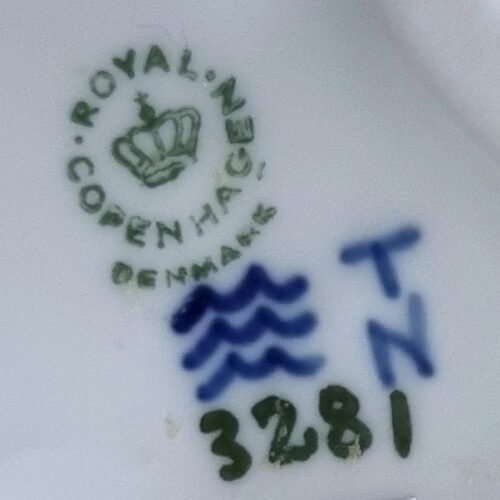 ROYAL
COPENHAGEN
DENMARK
TN
3281